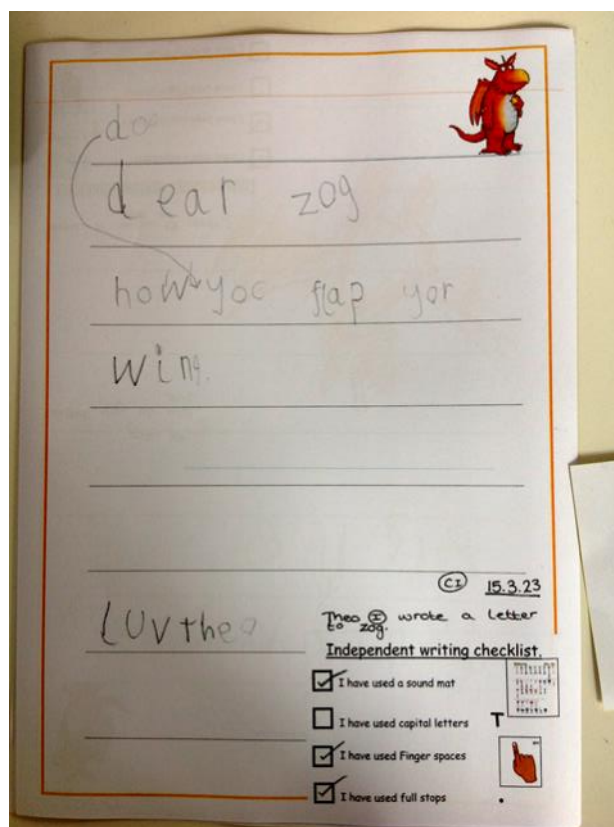 do
dear zog
how yoc flap yor
wing.
luv theo
CI 15.3.23
Theo I wrote a letter
to zog.
Independent writing checklist.
I have used a sound mat
I have used capital letters T
I have used Finger spaces
I have used full stops .